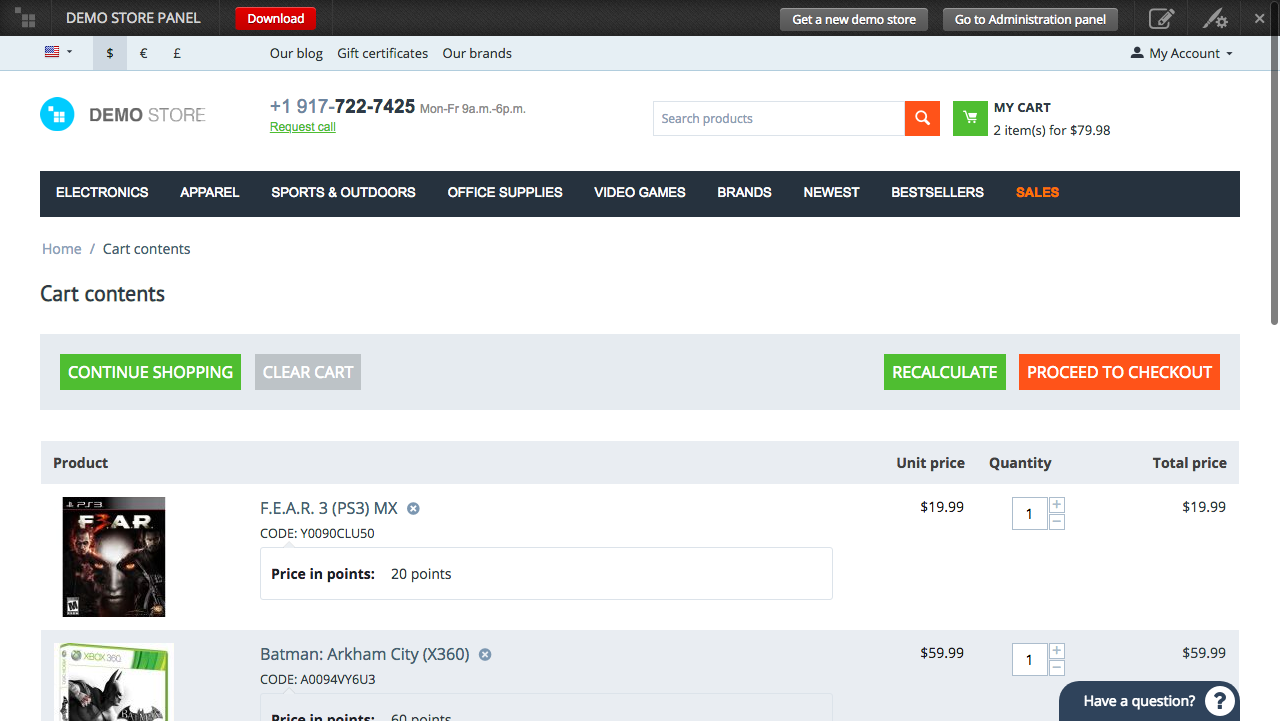 DEMO STORE PANEL Download Get a new demo store Go to Administration panel
$ € £ Our blog Gift certificates Our brands My Account
DEMO STORE
+1 917-722-7425 Mon-Fr 9a.m.-6p.m.
Request call
Search products
MY CART
2 item(s) for $79.98
ELECTRONICS APPAREL SPORTS & OUTDOORS OFFICE SUPPLIES VIDEO GAMES BRANDS NEWEST BESTSELLERS SALES
Home / Cart contents
Cart contents
CONTINUE SHOPPING CLEAR CART RECALCULATE PROCEED TO CHECKOUT
Product Unit price Quantity Total price
PS3
F.E.A.R.
M
F.E.A.R. 3 (PS3) MX $19.99 1 + − $19.99
CODE: Y0090CLU50
Price in points: 20 points
XBOX 360
Batman: Arkham City (X360) $59.99 1 + − $59.99
CODE: A0094VY6U3
Price in points: 60 points
Have a question? ?